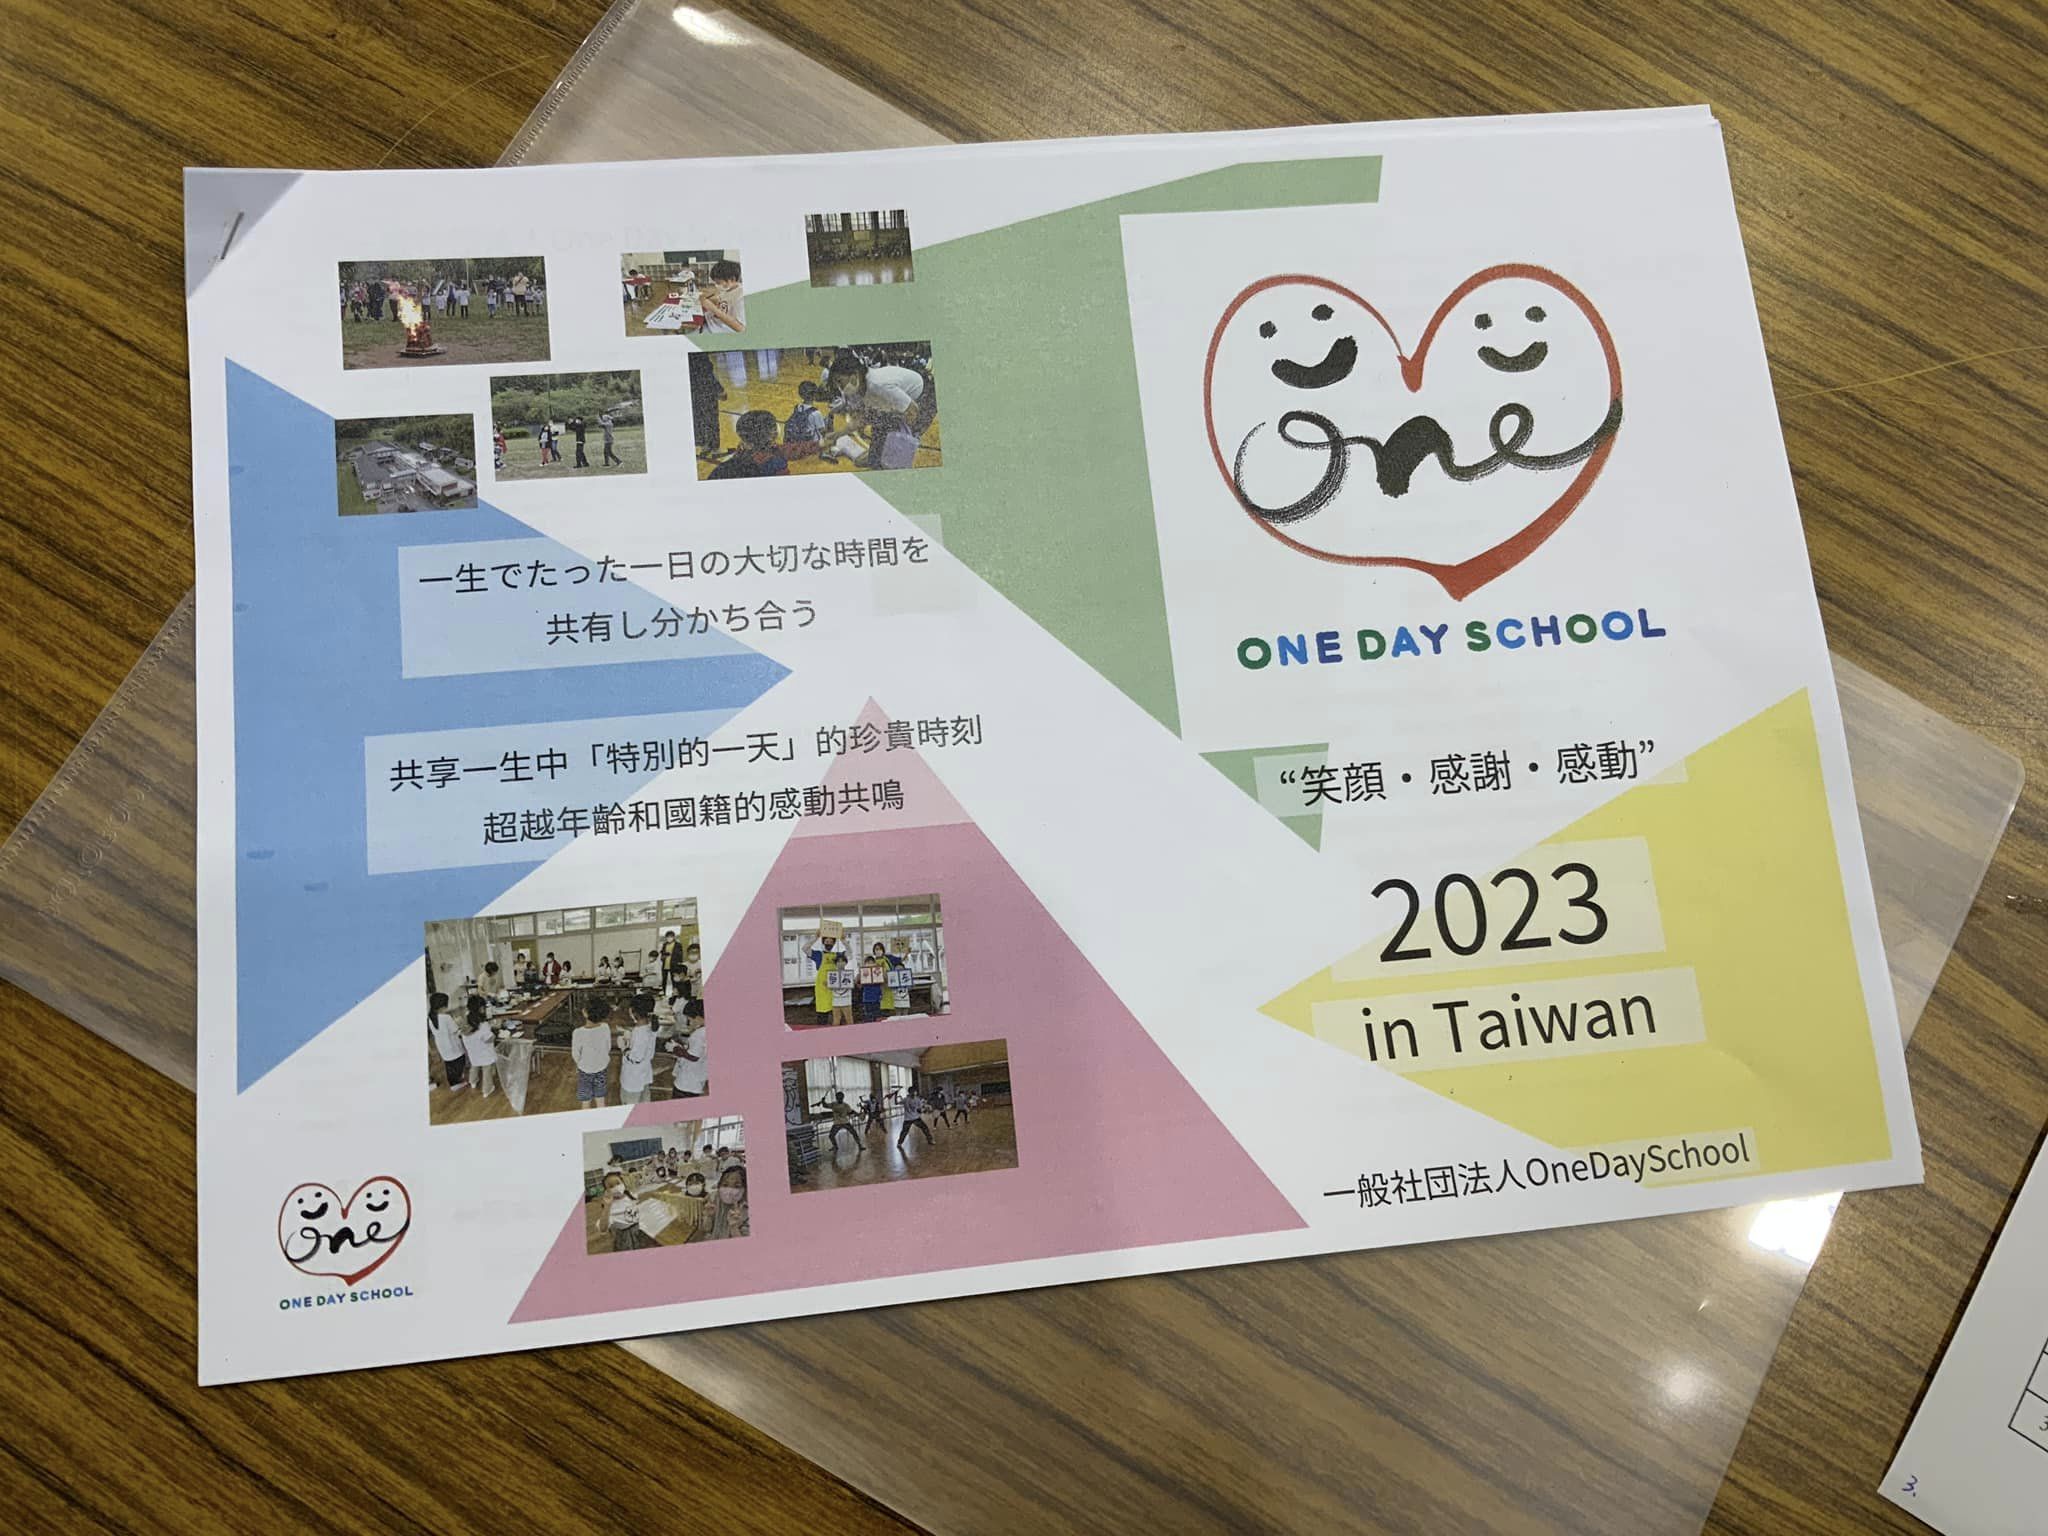 一生でたった一日の大切な時間を
共有し分かち合う
共享一生中「特別的一天」的珍貴時刻
超越年齡和國籍的感動共鳴
one
ONE DAY SCHOOL
one
ONE DAY SCHOOL
“笑顔・感謝・感動”
2023
in Taiwan
一般社団法人OneDaySchool
3.